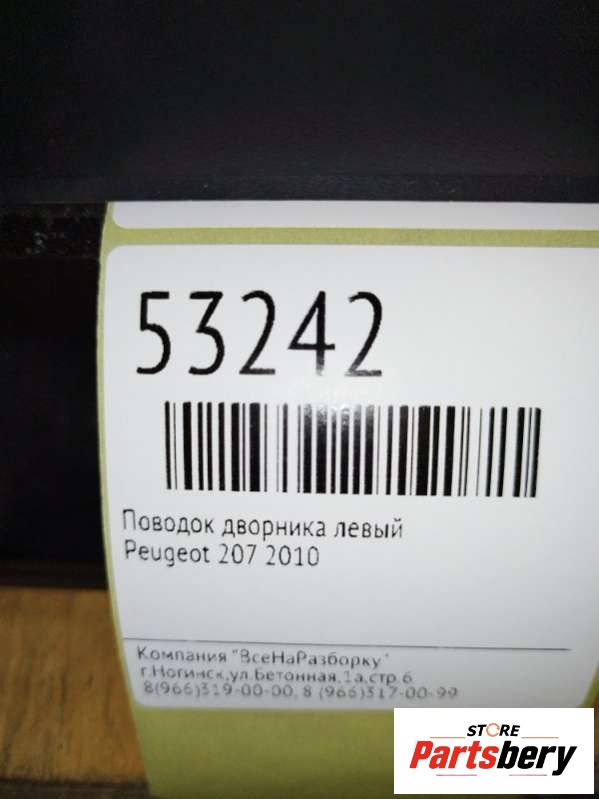 53242
Поводок дворника левый
Peugeot 207 2010
Компания "ВсеНаРазборку"
г.Ногинск,ул.Бетонная,1а,стр.6
8(966)319-00-00, 8 (966)317-00-99
STORE
Partsbery